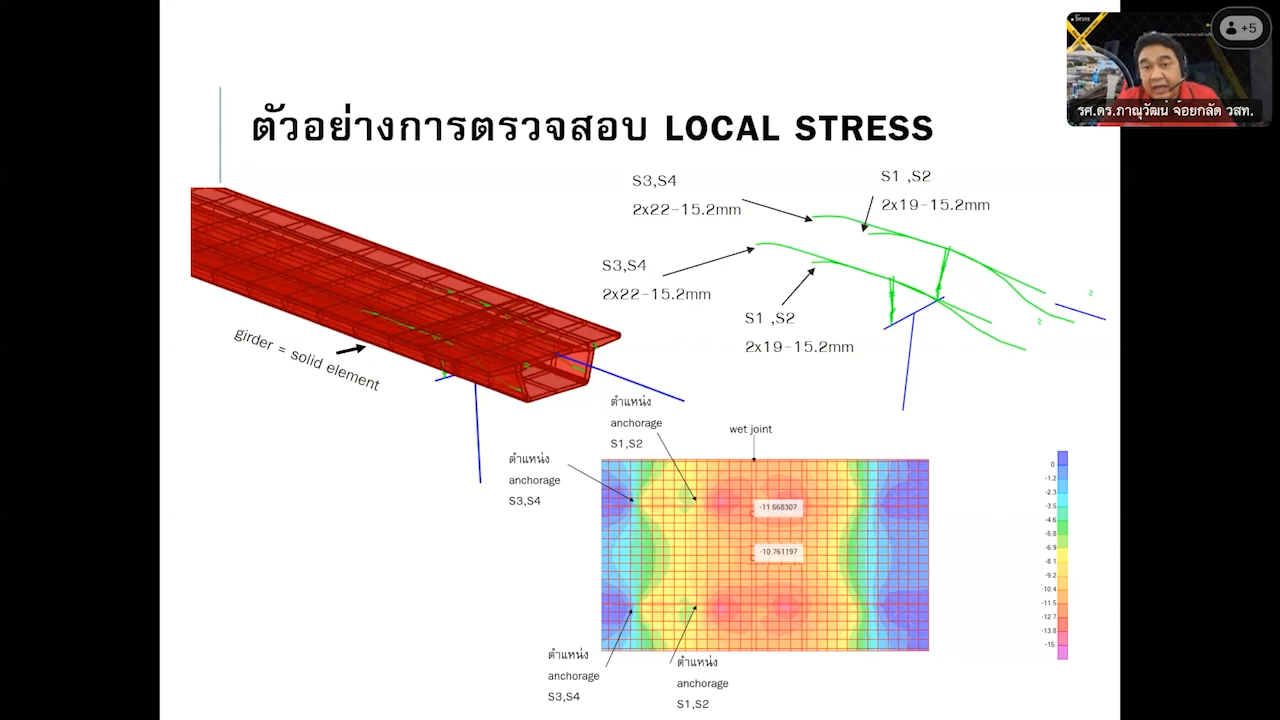 +5
รศ.ดร.ภาณุวัฒน์ จ้อยกลัด วสท.
ตัวอย่างการตรวจสอบ LOCAL STRESS
S3,S4
2x22-15.2mm
S1 ,S2
2x19-15.2mm
S3,S4
2x22-15.2mm
S1 ,S2
2x19-15.2mm
girder = solid element
ตำแหน่ง
anchorage
S1,S2
wet joint
ตำแหน่ง
anchorage
S3,S4
-11.668307
-10.761197
0.
-1.2
-2.3
-3.5
-4.6
-5.8
-6.9
-8.1
-9.2
-10.4
-11.5
-12.7
-13.8
-15.
ตำแหน่ง
anchorage
S3,S4
ตำแหน่ง
anchorage
S1,S2